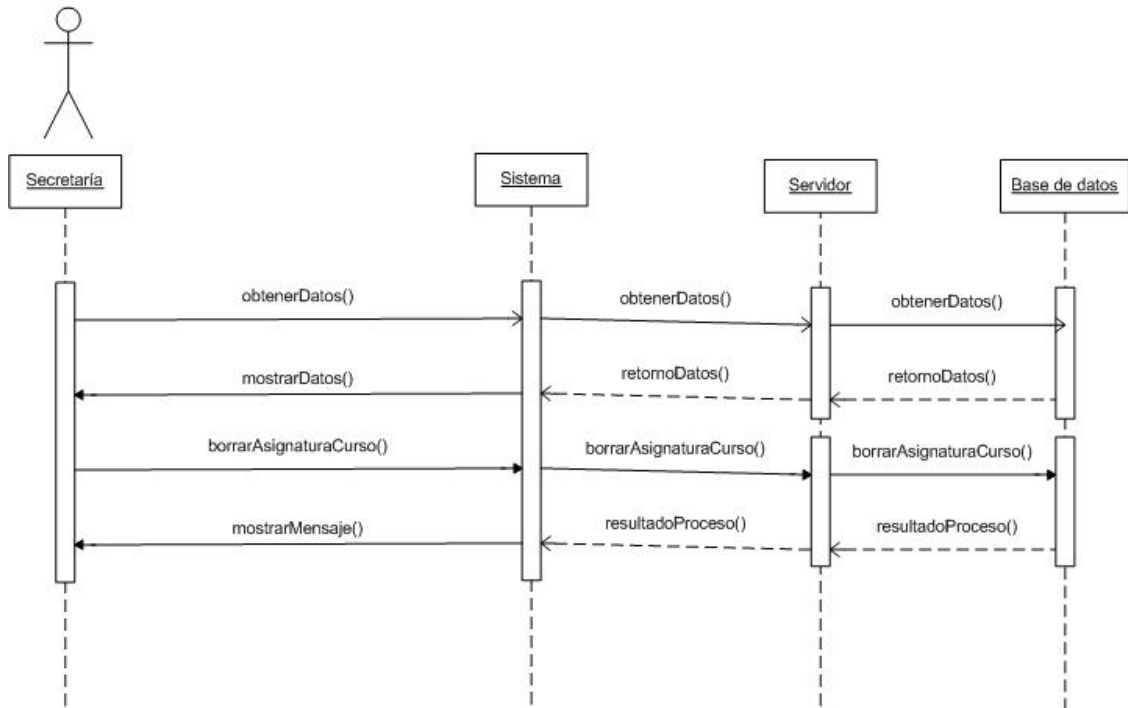 Secretaría
Sistema
Servidor
Base de datos
obtenerDatos()
obtenerDatos()
obtenerDatos()
mostrarDatos()
retornoDatos()
retornoDatos()
borrarAsignaturaCurso()
borrarAsignaturaCurso()
borrarAsignaturaCurso()
mostrarMensaje()
resultadoProceso()
resultadoProceso()